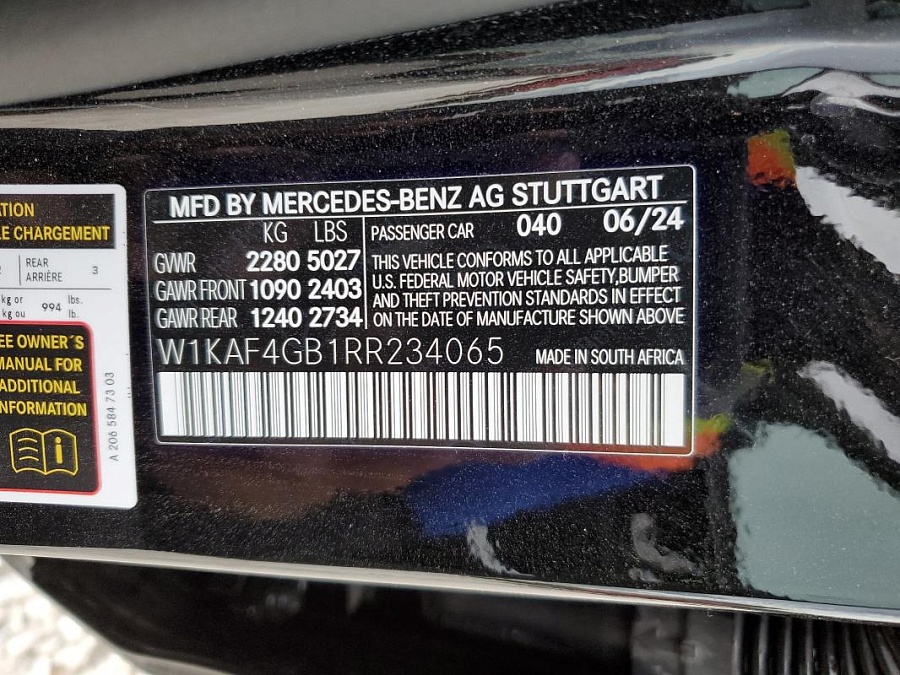 ATION
LE CHARGEMENT
REAR
ARRIÈRE 3
kg or
kg ou 994 lbs.
lb.
SEE OWNER´S
MANUAL FOR
ADDITIONAL
INFORMATION
A 206 584 73 03
MFD BY MERCEDES-BENZ AG STUTTGART
KG LBS PASSENGER CAR 040 06/24
GWR 2280 5027
GAWR FRONT 1090 2403
GAWR REAR 1240 2734
THIS VEHICLE CONFORMS TO ALL APPLICABLE
U.S. FEDERAL MOTOR VEHICLE SAFETY,BUMPER
AND THEFT PREVENTION STANDARDS IN EFFECT
ON THE DATE OF MANUFACTURE SHOWN ABOVE
W1KAF4GB1RR234065 MADE IN SOUTH AFRICA